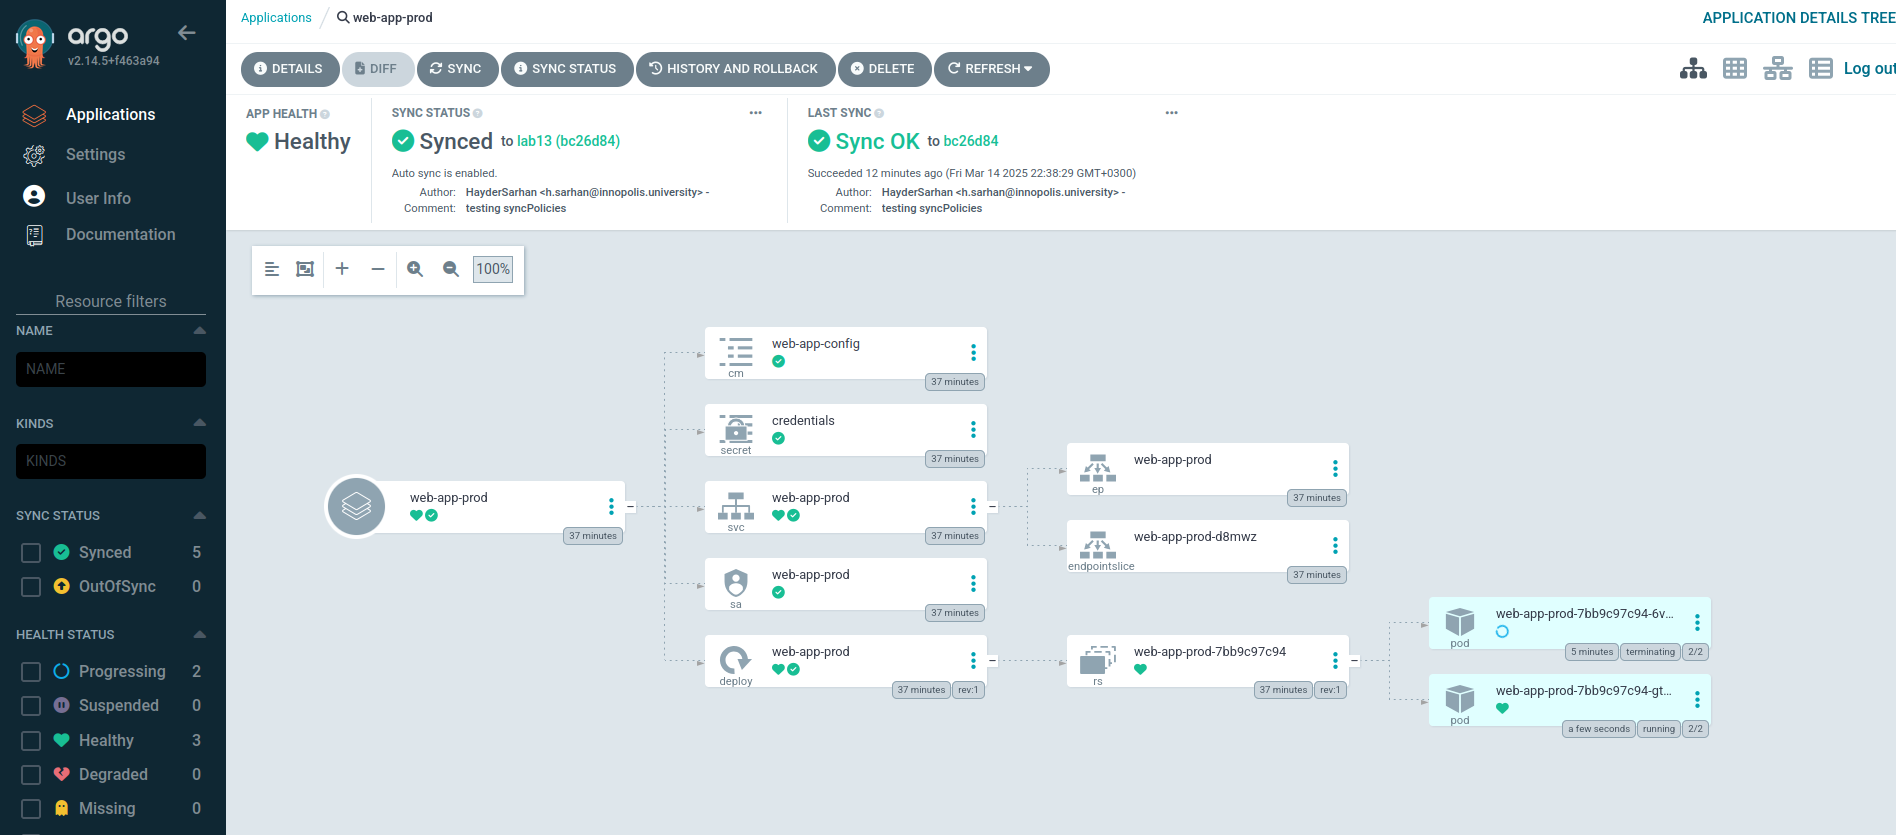 argo
v2.14.5+f463a94
Applications
Settings
User Info
Documentation
Resource filters
NAME
NAME
KINDS
KINDS
SYNC STATUS
Synced 5
OutOfSync 0
HEALTH STATUS
Progressing 2
Suspended 0
Healthy 3
Degraded 0
Missing 0
Applications / web-app-prod
APPLICATION DETAILS TREE
DETAILS DIFF SYNC SYNC STATUS HISTORY AND ROLLBACK DELETE REFRESH
Log out
APP HEALTH
Healthy
SYNC STATUS
Synced to lab13 (bc26d84)
Auto sync is enabled.
Author: HayderSarhan <h.sarhan@innopolis.university> -
Comment: testing syncPolicies
LAST SYNC
Sync OK to bc26d84
Succeeded 12 minutes ago (Fri Mar 14 2025 22:38:29 GMT+0300)
Author: HayderSarhan <h.sarhan@innopolis.university> -
Comment: testing syncPolicies
100%
web-app-prod
37 minutes
web-app-config
cm
37 minutes
credentials
secret
37 minutes
web-app-prod
svc
37 minutes
web-app-prod
sa
37 minutes
web-app-prod
deploy
37 minutes rev:1
web-app-prod
ep
37 minutes
web-app-prod-d8mwz
endpointslice
37 minutes
web-app-prod-7bb9c97c94
rs
37 minutes rev:1
web-app-prod-7bb9c97c94-6v...
pod
5 minutes terminating 2/2
web-app-prod-7bb9c97c94-gt...
pod
a few seconds running 2/2